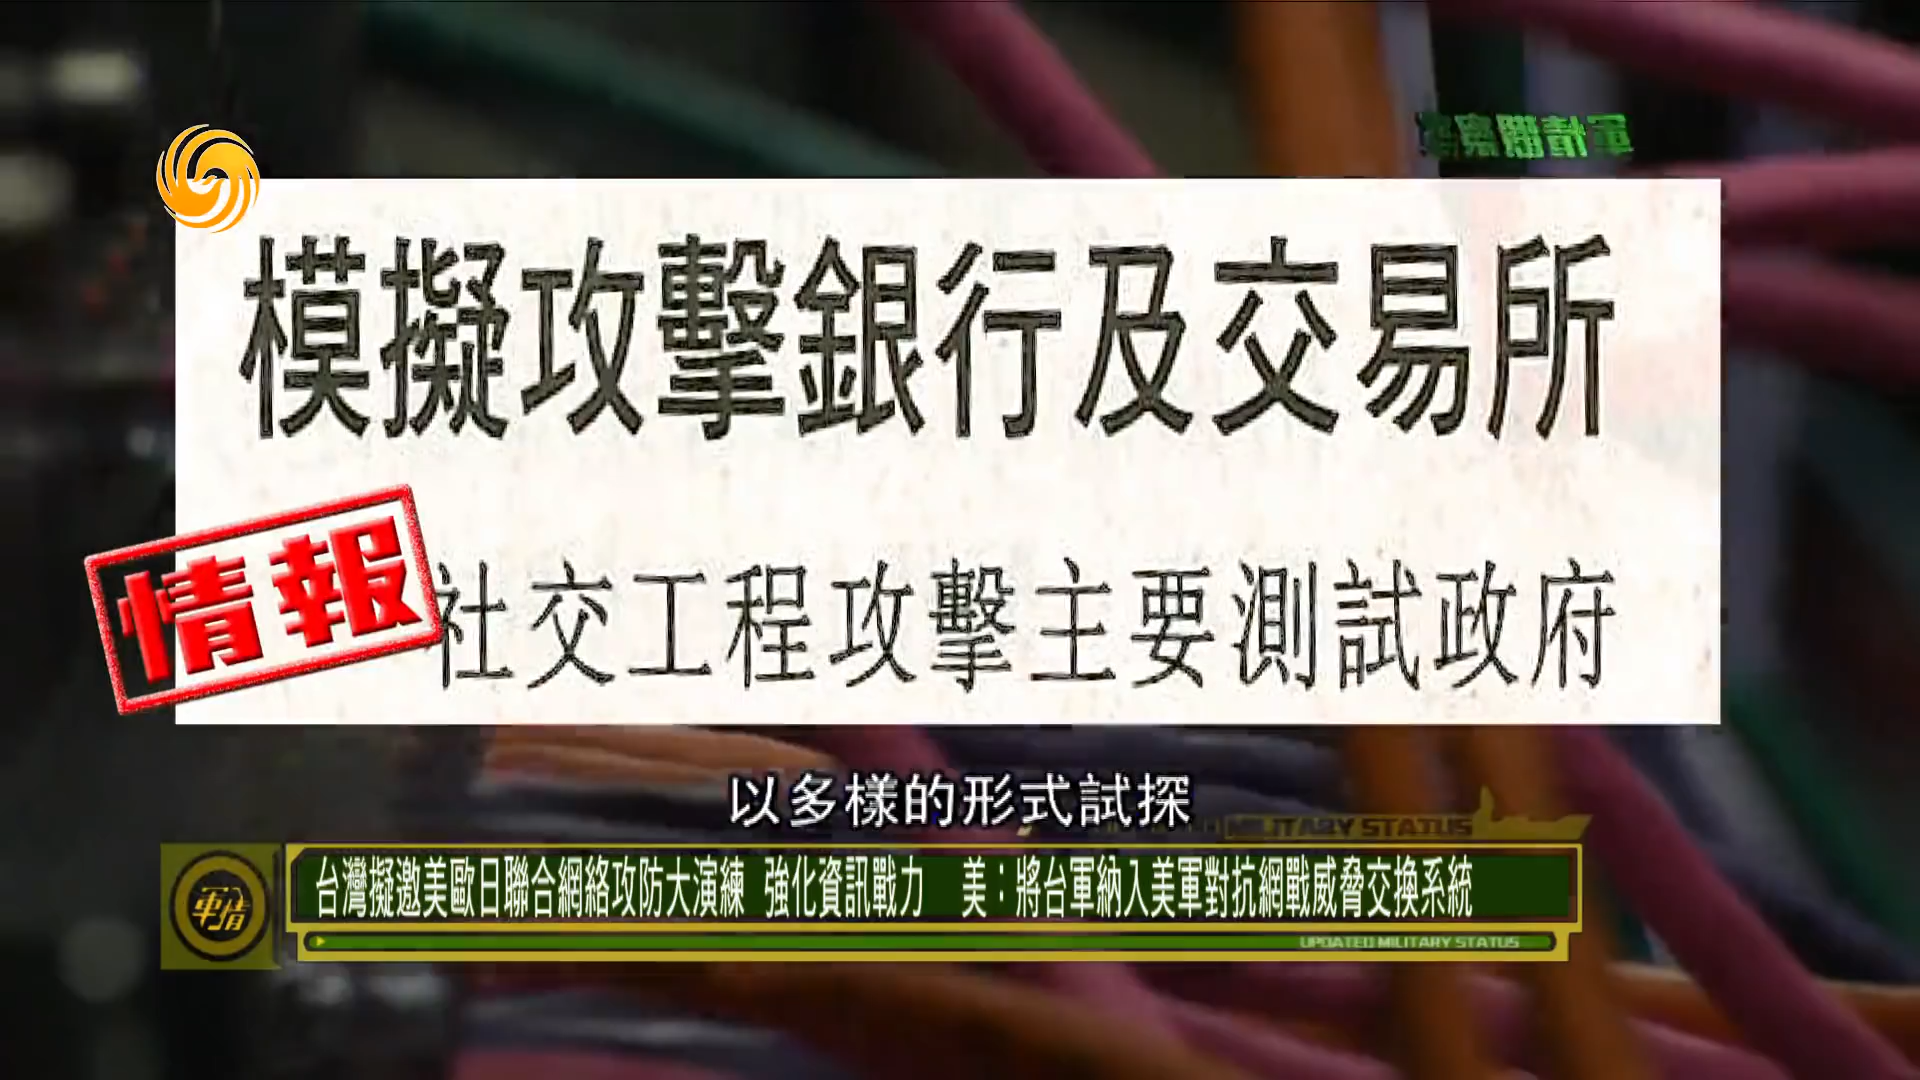 軍情觀察室
模擬攻擊銀行及交易所
情報
社交工程攻擊主要測試政府
以多樣的形式試探
MILITARY STATUS
軍情
台灣擬邀美歐日聯合網絡攻防大演練 強化資訊戰力 美：將台軍納入美軍對抗網戰威脅交換系統
UPDATED MILITARY STATUS